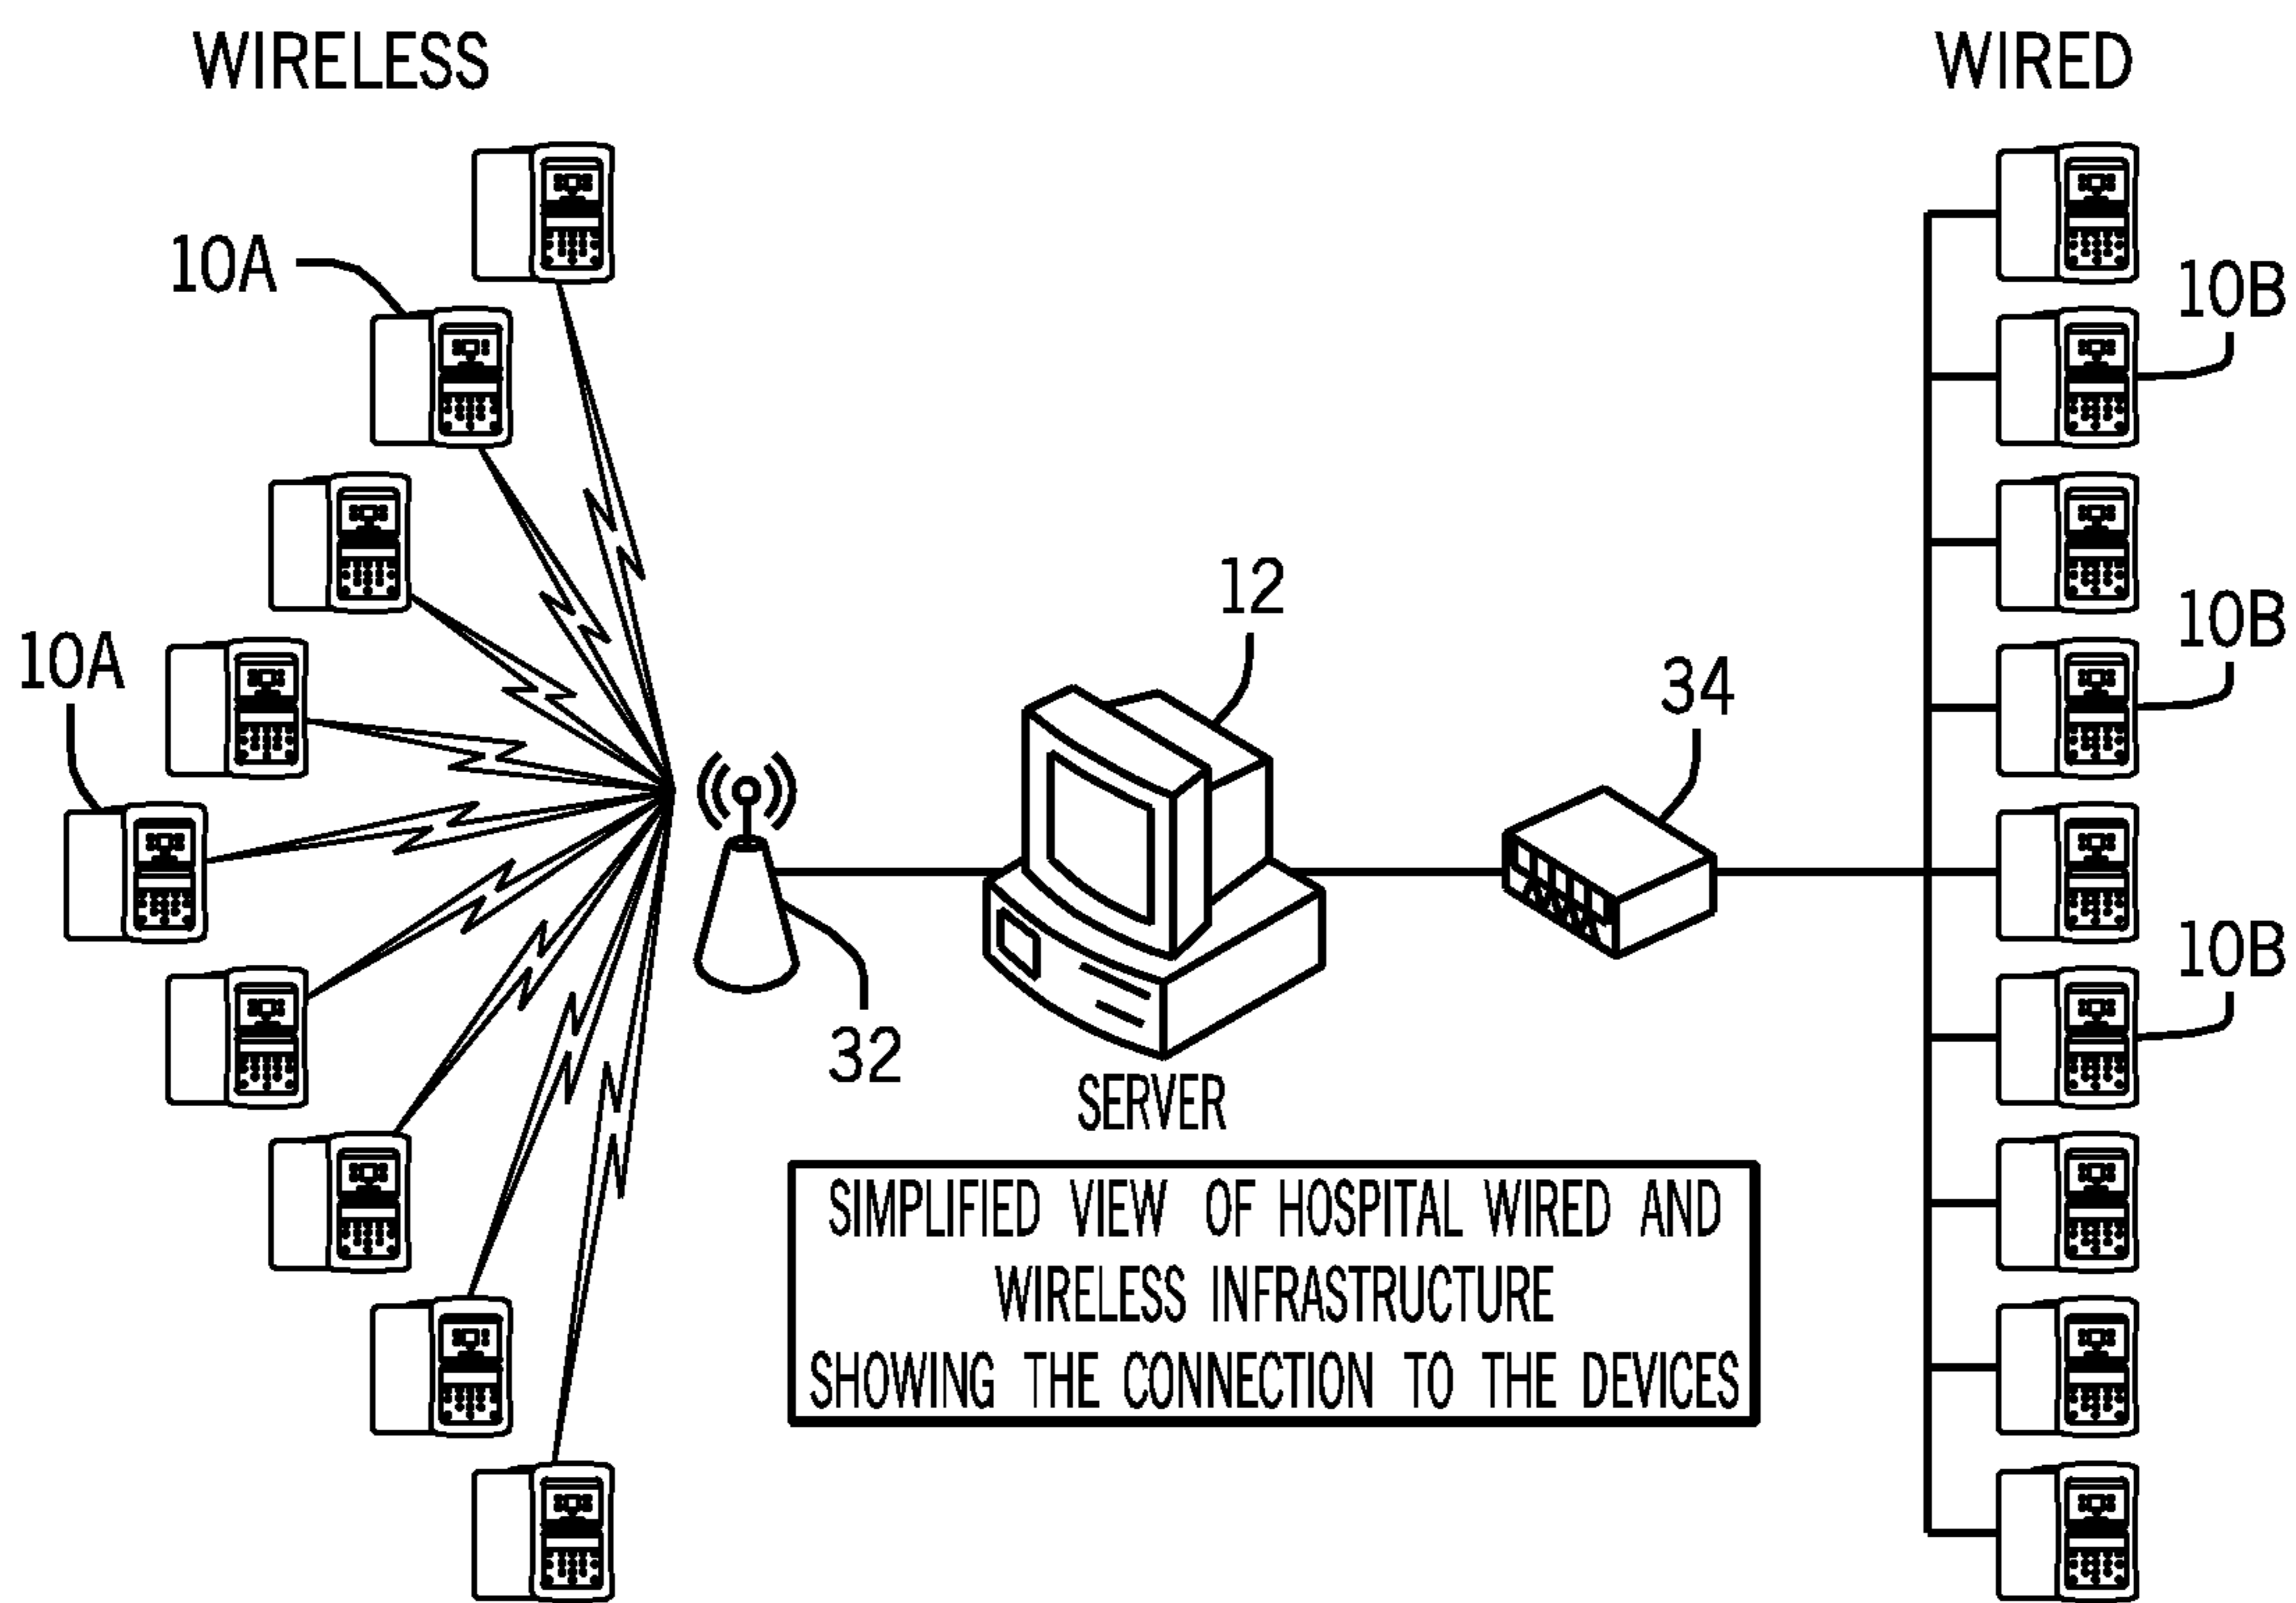 WIRELESS
WIRED
10A
10B
12
10B
10A
34
10B
32
SERVER
SIMPLIFIED VIEW OF HOSPITAL WIRED AND
WIRELESS INFRASTRUCTURE
SHOWING THE CONNECTION TO THE DEVICES